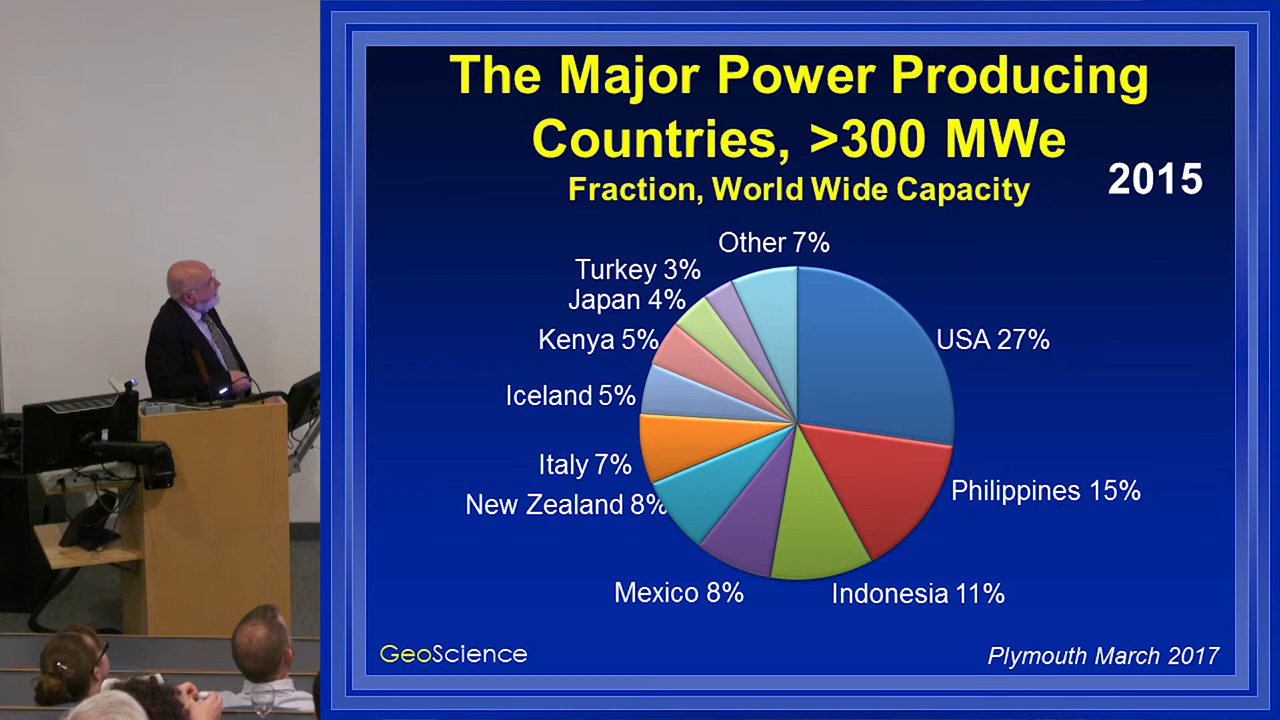 The Major Power Producing
Countries, >300 MWe
2015
Fraction, World Wide Capacity
Other 7%
Turkey 3%
Japan 4%
Kenya 5%
USA 27%
Iceland 5%
Italy 7%
Philippines 15%
New Zealand 8%
Mexico 8%
Indonesia 11%
GeoScience
Plymouth March 2017